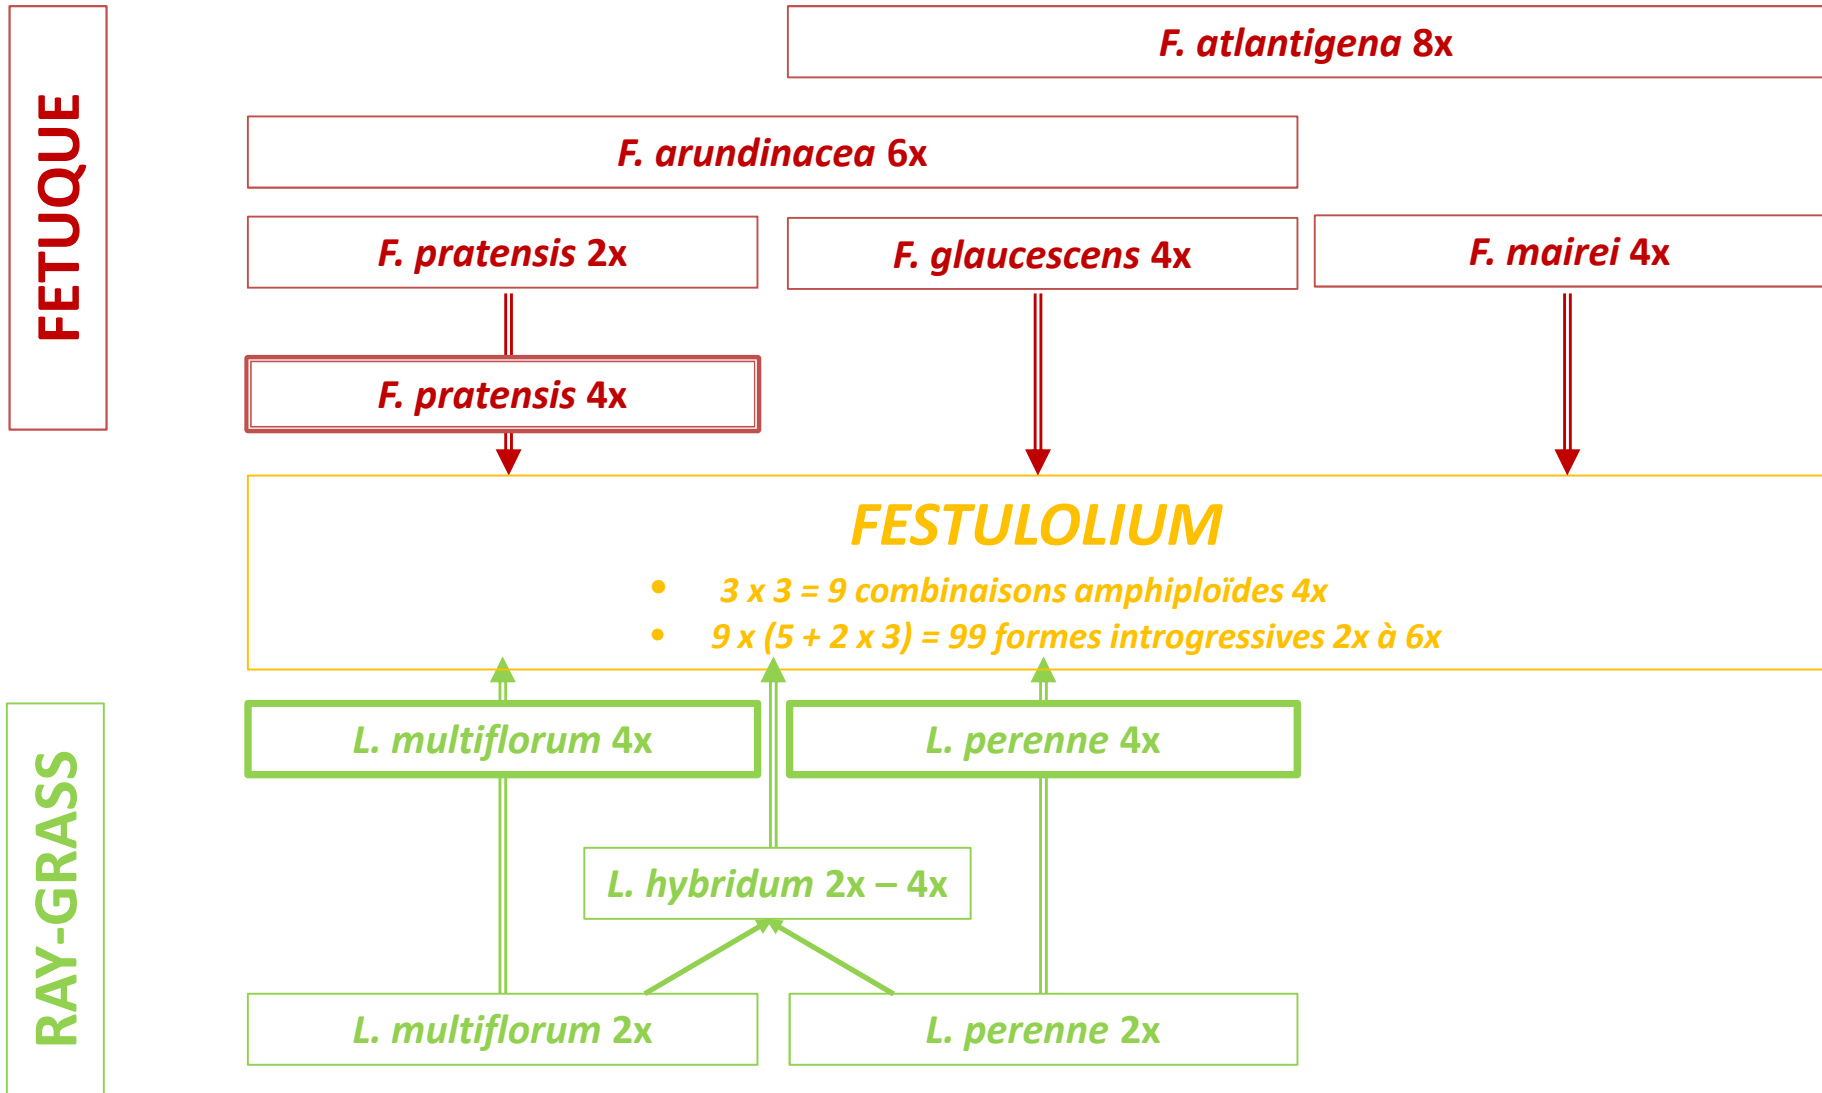 FETUQUE
F. atlantigena 8x
F. arundinacea 6x
F. pratensis 2x
F. glaucescens 4x
F. mairei 4x
F. pratensis 4x
FESTULOLIUM
• 3 x 3 = 9 combinaisons amphiploïdes 4x
• 9 x (5 + 2 x 3) = 99 formes introgressives 2x à 6x
RAY-GRASS
L. multiflorum 4x
L. perenne 4x
L. hybridum 2x – 4x
L. multiflorum 2x
L. perenne 2x